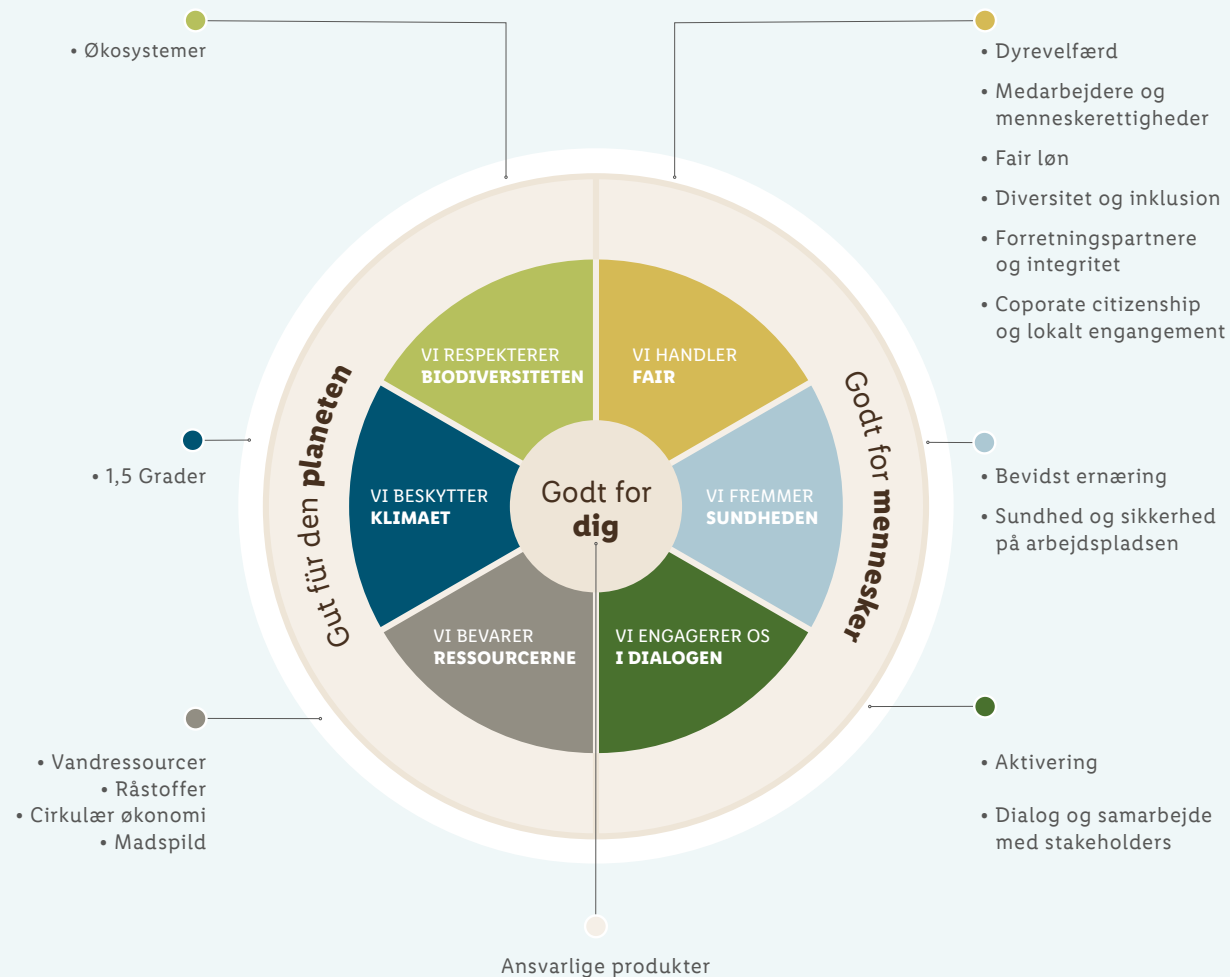 • Økosystemer
• Dyrevelfærd
• Medarbejdere og
menneskerettigheder
• Fair løn
• Diversitet og inklusion
• Forretningspartnere
og integritet
• Coporate citizenship
og lokalt engangement
VI RESPEKTERER
BIODIVERSITETEN
VI HANDLER
FAIR
Gut für den planeten
Godt for mennesker
• 1,5 Grader
VI BESKYTTER
KLIMAET
Godt for
dig
VI FREMMER
SUNDHEDEN
• Bevidst ernæring
• Sundhed og sikkerhed
på arbejdspladsen
VI BEVARER
RESSOURCERNE
VI ENGAGERER OS
I DIALOGEN
• Vandressourcer
• Råstoffer
• Cirkulær økonomi
• Madspild
• Aktivering
• Dialog og samarbejde
med stakeholders
Ansvarlige produkter